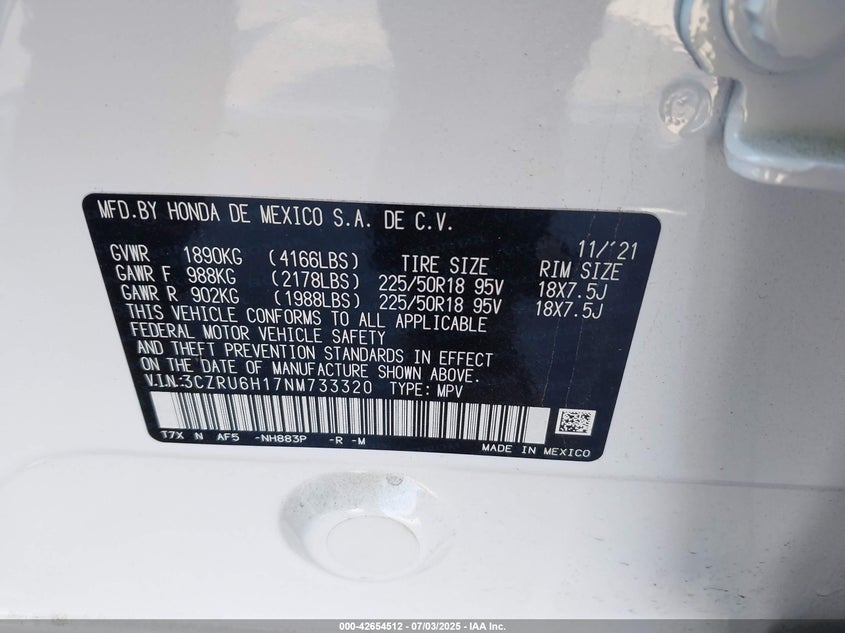 MFD.BY HONDA DE MEXICO S.A. DE C.V.
11/21
GVWR 1890KG (4166LBS) TIRE SIZE RIM SIZE
GAWR F 988KG (2178LBS) 225/50R18 95V 18X7.5J
GAWR R 902KG (1988LBS) 225/50R18 95V 18X7.5J
THIS VEHICLE CONFORMS TO ALL APPLICABLE
FEDERAL MOTOR VEHICLE SAFETY
AND THEFT PREVENTION STANDARDS IN EFFECT
ON THE DATE OF MANUFACTURE SHOWN ABOVE.
V.I.N:3CZRU6H17NM733320 TYPE: MPV
T7X N AF5 -NH883P -R -M
MADE IN MEXICO
000-42654512 - 07/03/2025 - IAA Inc.